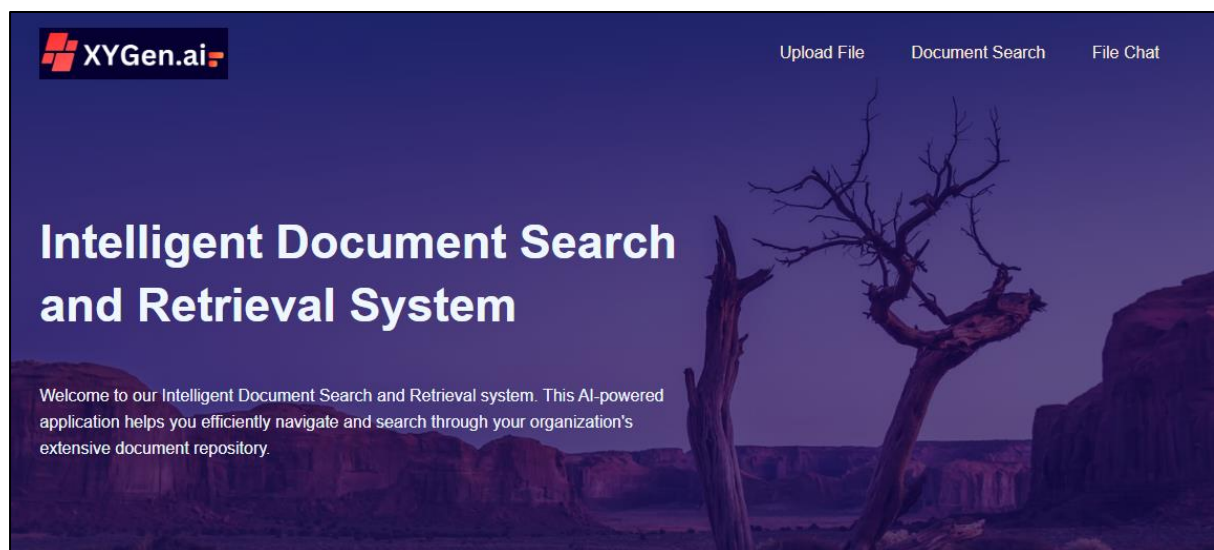 XYGen.ai
Upload File
Document Search
File Chat
Intelligent Document Search
and Retrieval System
Welcome to our Intelligent Document Search and Retrieval system. This AI-powered
application helps you efficiently navigate and search through your organization's
extensive document repository.